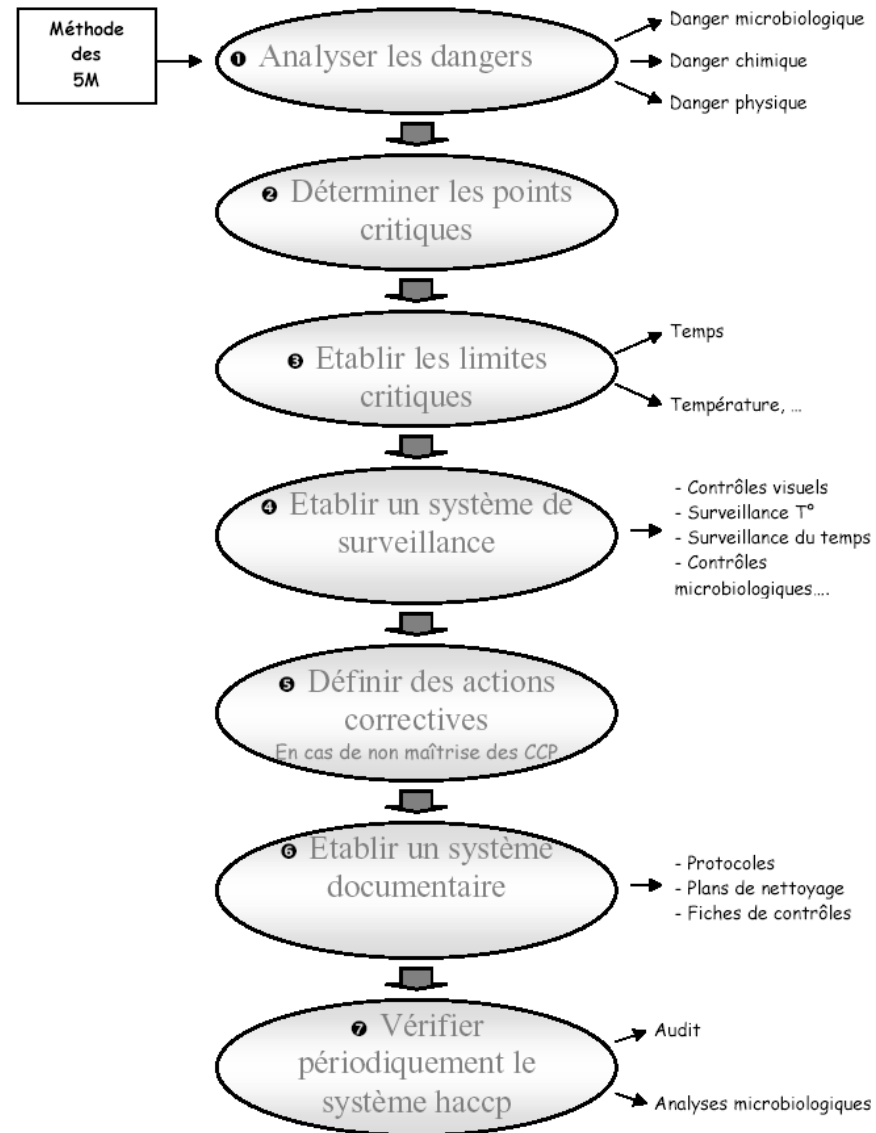 Méthode
des
5M
❶ Analyser les dangers
Danger microbiologique
Danger chimique
Danger physique
❷ Déterminer les points
critiques
❸ Etablir les limites
critiques
Temps
Température, ...
❹ Etablir un système de
surveillance
- Contrôles visuels
- Surveillance T°
- Surveillance du temps
- Contrôles
microbiologiques....
❺ Définir des actions
correctives
En cas de non maîtrise des CCP
❻ Etablir un système
documentaire
- Protocoles
- Plans de nettoyage
- Fiches de contrôles
❼ Vérifier
périodiquement le
système haccp
Audit
Analyses microbiologiques